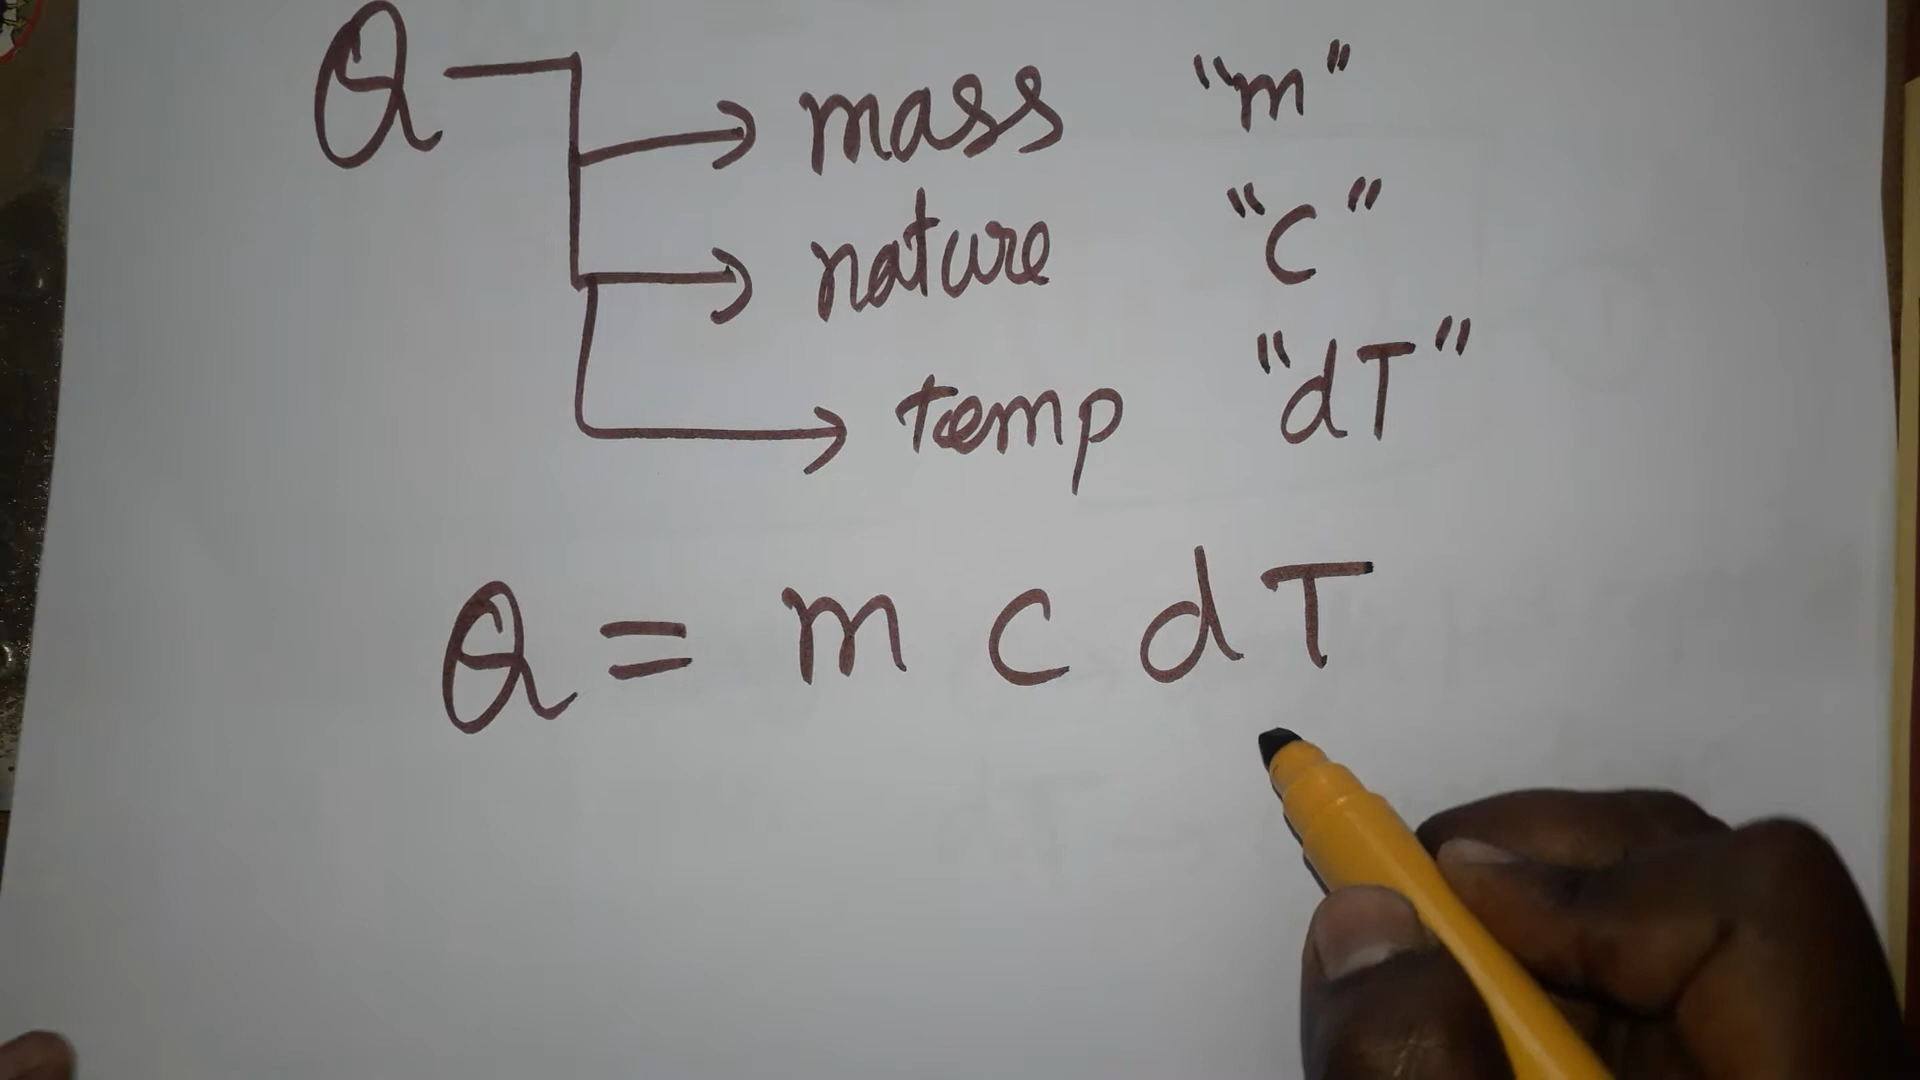 Q → mass "m"
→ nature "c"
→ temp "dT"
Q = m c dT